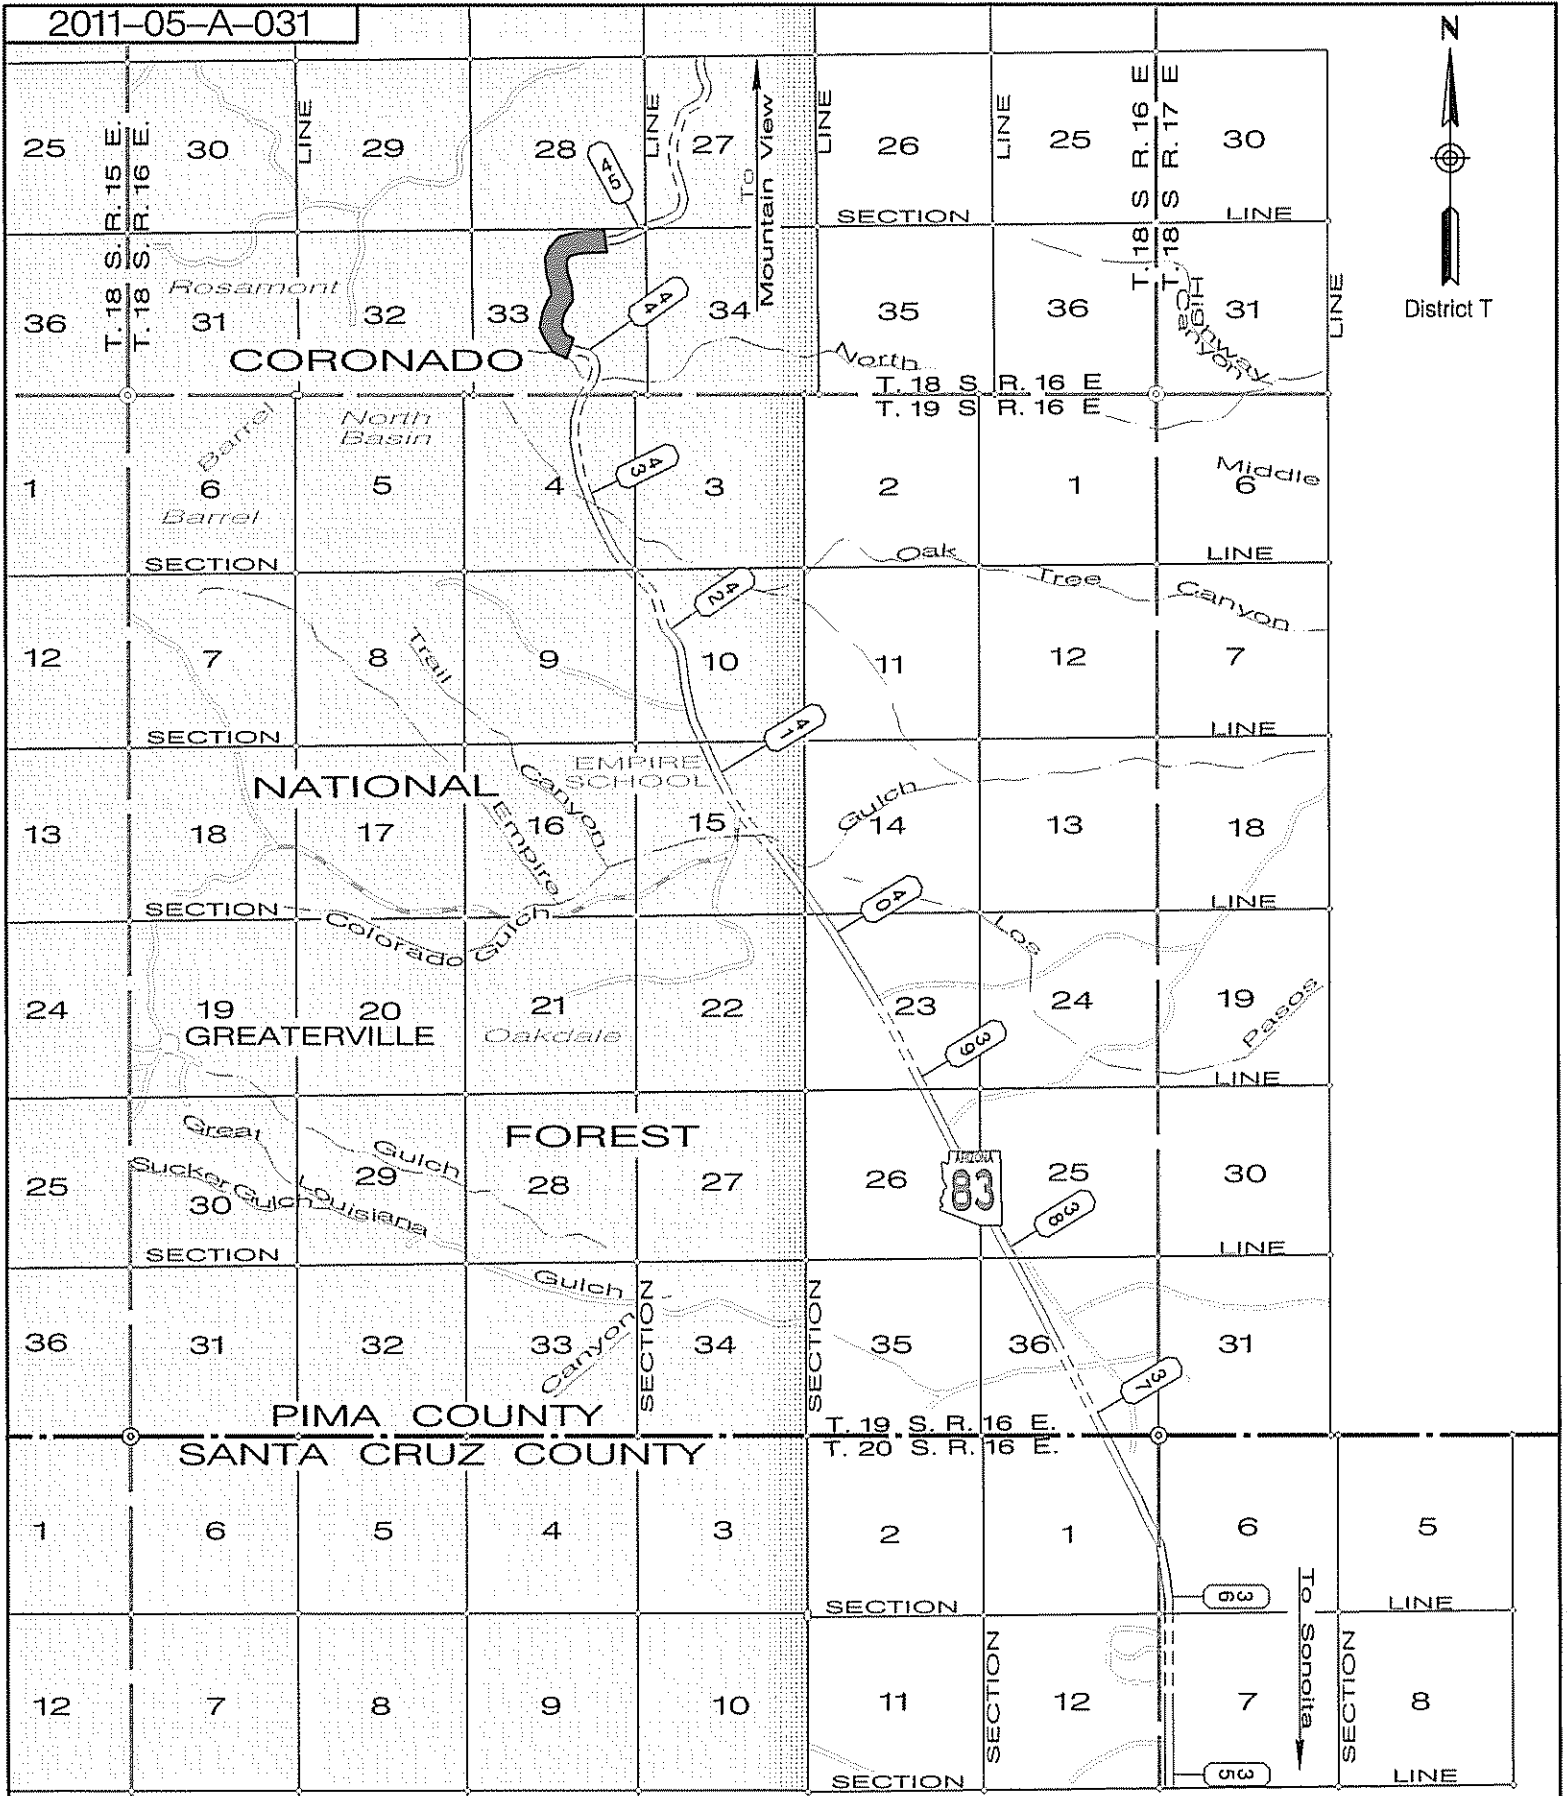 2011–05–A–031
N
District T
25 30 29 28 27 26 25 30
T. 18 S. R. 15 E.
T. 18 S. R. 16 E.
LINE
LINE
LINE
LINE
T. 18 S R. 16 E
T. 18 S R. 17 E
45
To Mountain View
SECTION LINE
36 31 32 33 34 35 36 31
Rosamont
44
LINE
Canyon
Highway
Canyon
CORONADO
North
T. 18 S R. 16 E
T. 19 S R. 16 E
Barrel
North
Basin
43
1 6 5 4 3 2 1 6
Middle
Barrel
SECTION LINE
Oak Tree Canyon
42
12 7 8 9 10 11 12 7
Trail
41
SECTION LINE
EMPIRE
SCHOOL
NATIONAL
Canyon
Empire
Gulch
13 18 17 16 15 14 13 18
40
SECTION LINE
Colorado Gulch
Los
Pasos
24 19 20 21 22 23 24 19
GREATERVILLE
Oakdale
39
LINE
Great
Gulch
FOREST
Sucker Gulch
Louisiana
25 30 29 28 27 26 25 30
ARIZONA
83
38
SECTION LINE
Gulch
SECTION
SECTION
36 31 32 33 34 35 36 31
Canyon
37
PIMA COUNTY
SANTA CRUZ COUNTY
T. 19 S. R. 16 E.
T. 20 S. R. 16 E.
1 6 5 4 3 2 1 6 5
36
To Sonoita
SECTION LINE
SECTION
SECTION
12 7 8 9 10 11 12 7 8
35
SECTION LINE